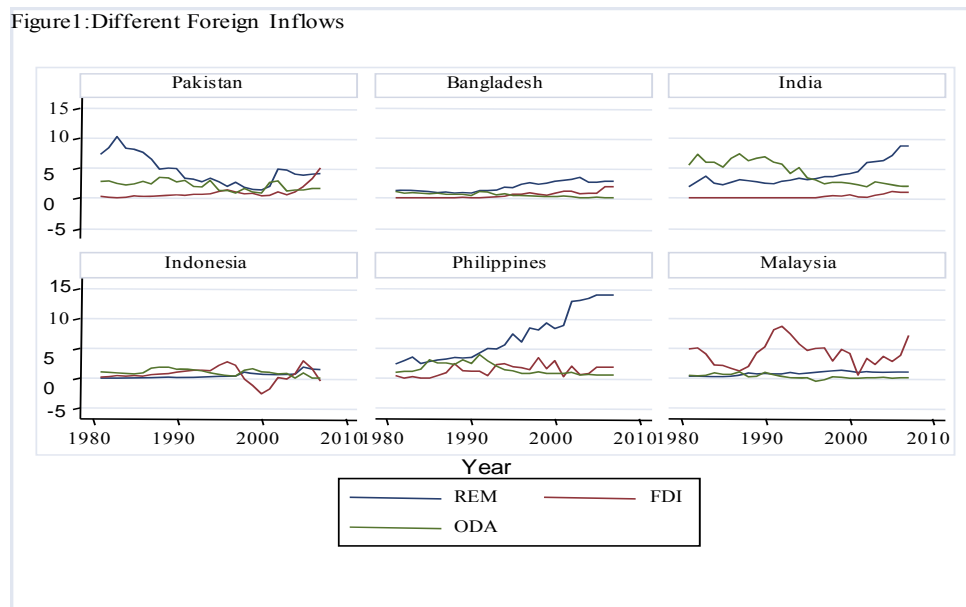 Figure1:Different Foreign Inflows
Pakistan Bangladesh India
15
10
5
0
-5
Indonesia Philippines Malaysia
15
10
5
0
-5
1980 1990 2000 2010 1980 1990 2000 2010 1980 1990 2000 2010
Year
REM FDI
ODA